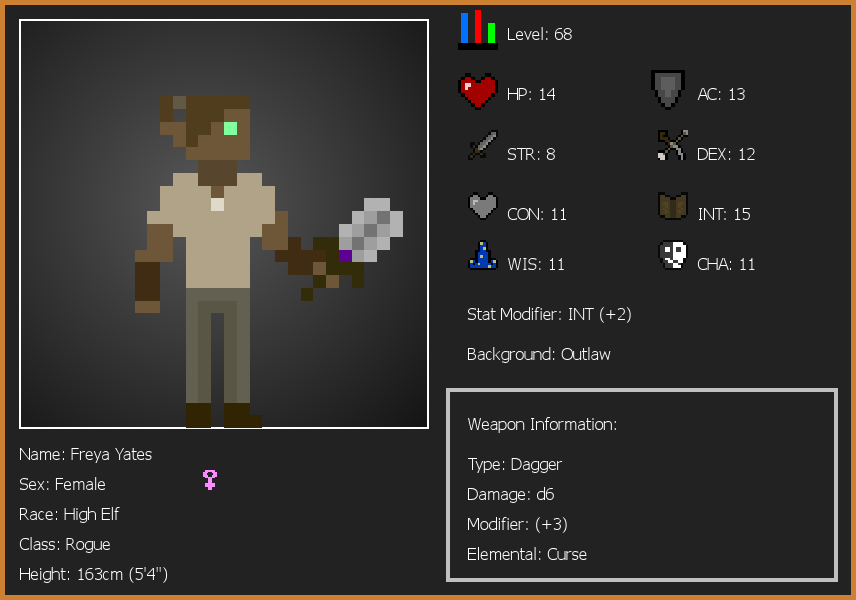 Level: 68
HP: 14
AC: 13
STR: 8
DEX: 12
CON: 11
INT: 15
WIS: 11
CHA: 11
Stat Modifier: INT (+2)
Background: Outlaw
Weapon Information:
Type: Dagger
Damage: d6
Modifier: (+3)
Elemental: Curse
Name: Freya Yates
Sex: Female
Race: High Elf
Class: Rogue
Height: 163cm (5'4")